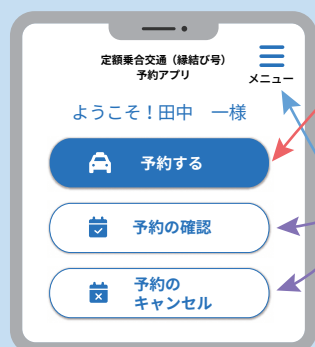 定額乗合交通（縁結び号）
予約アプリ
メニュー
ようこそ！田中　一様
予約する
予約の確認
予約の
キャンセル